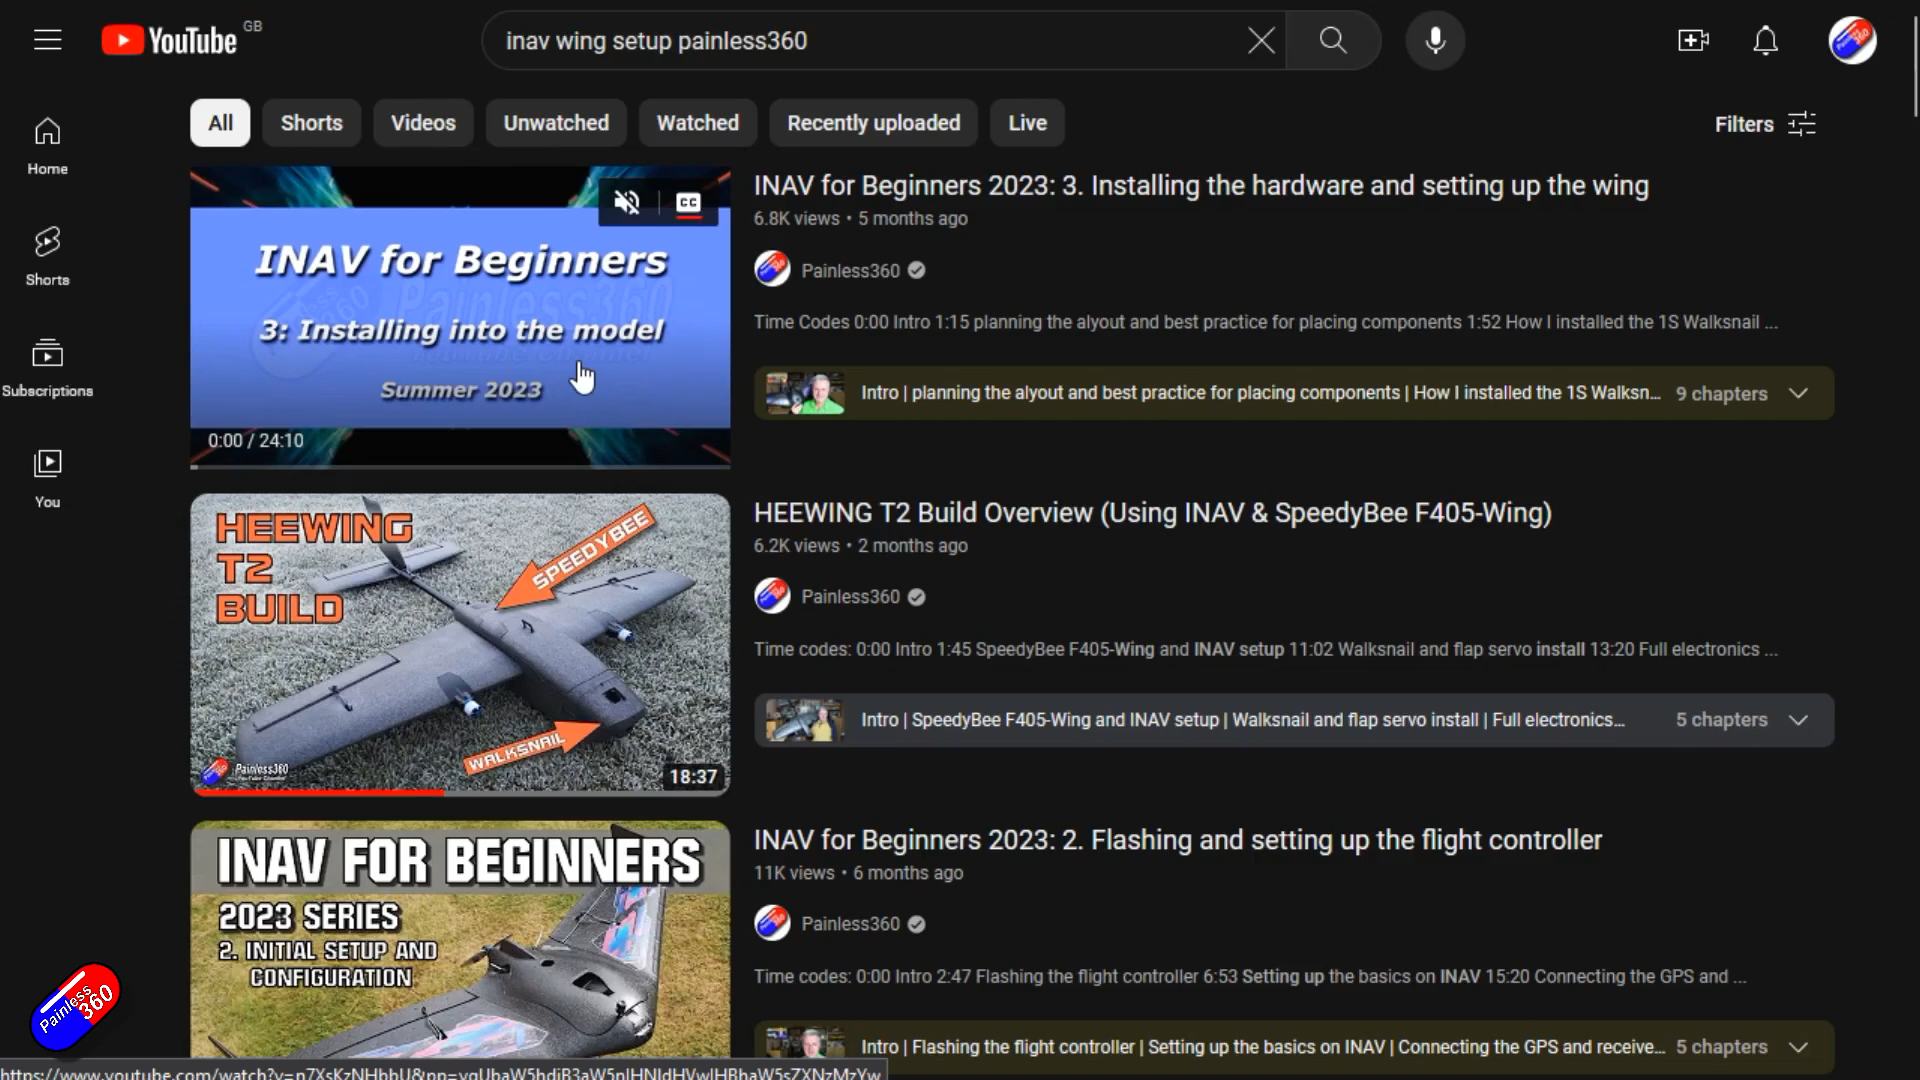 YouTube GB
inav wing setup painless360
All
Shorts
Videos
Unwatched
Watched
Recently uploaded
Live
Filters
Home
Shorts
Subscriptions
You
CC
INAV for Beginners
3: Installing into the model
Summer 2023
0:00 / 24:10
INAV for Beginners 2023: 3. Installing the hardware and setting up the wing
6.8K views • 5 months ago
Painless360
Time Codes 0:00 Intro 1:15 planning the alyout and best practice for placing components 1:52 How I installed the 1S Walksnail ...
Intro | planning the alyout and best practice for placing components | How I installed the 1S Walksn... 9 chapters
HEEWING
T2
BUILD
SPEEDYBEE
WALKSNAIL
Painless360
18:37
HEEWING T2 Build Overview (Using INAV & SpeedyBee F405-Wing)
6.2K views • 2 months ago
Painless360
Time codes: 0:00 Intro 1:45 SpeedyBee F405-Wing and INAV setup 11:02 Walksnail and flap servo install 13:20 Full electronics ...
Intro | SpeedyBee F405-Wing and INAV setup | Walksnail and flap servo install | Full electronics... 5 chapters
INAV FOR BEGINNERS
2023 SERIES
2. INITIAL SETUP AND
CONFIGURATION
INAV for Beginners 2023: 2. Flashing and setting up the flight controller
11K views • 6 months ago
Painless360
Time codes: 0:00 Intro 2:47 Flashing the flight controller 6:53 Setting up the basics on INAV 15:20 Connecting the GPS and ...
Intro | Flashing the flight controller | Setting up the basics on INAV | Connecting the GPS and receive... 5 chapters
Painless
360